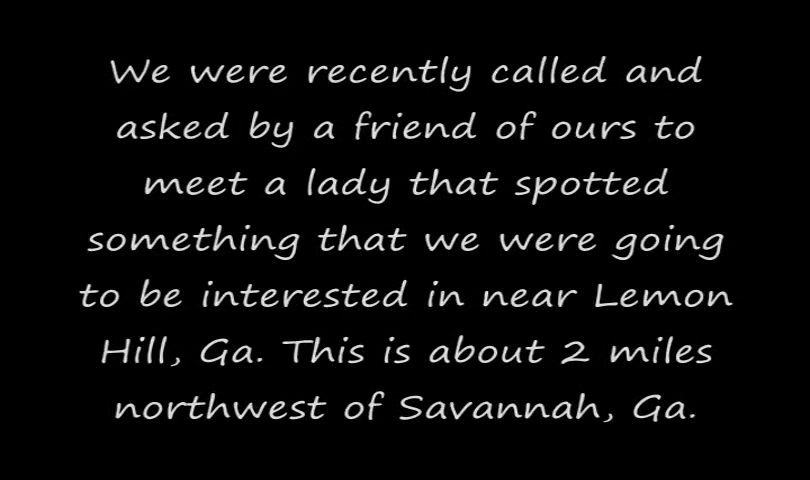 We were recently called and
asked by a friend of ours to
meet a lady that spotted
something that we were going
to be interested in near Lemon
Hill, Ga. This is about 2 miles
northwest of Savannah, Ga.